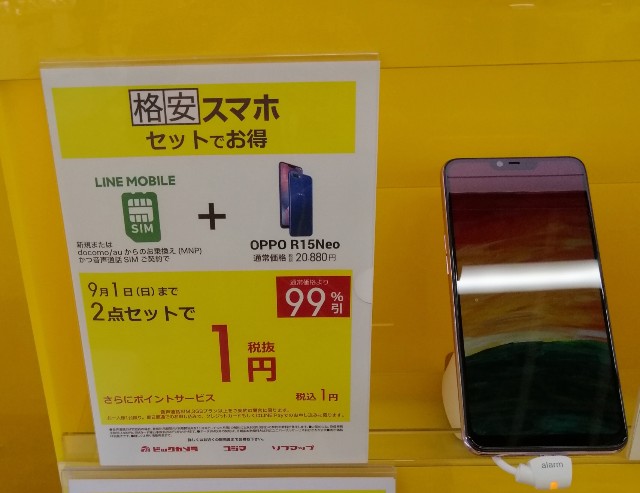 格安スマホ
セットでお得
LINE MOBILE
SIM
+
OPPO R15Neo
通常価格 税抜 20,880円
新規または
docomo/auからのお乗換え(MNP)
かつ音声通話SIMご契約で
9月1日(日)まで
2点セットで
通常価格より
99%引
1円 税抜
さらにポイントサービス
税込1円
ビックカメラ コジマ ソフマップ
alarm